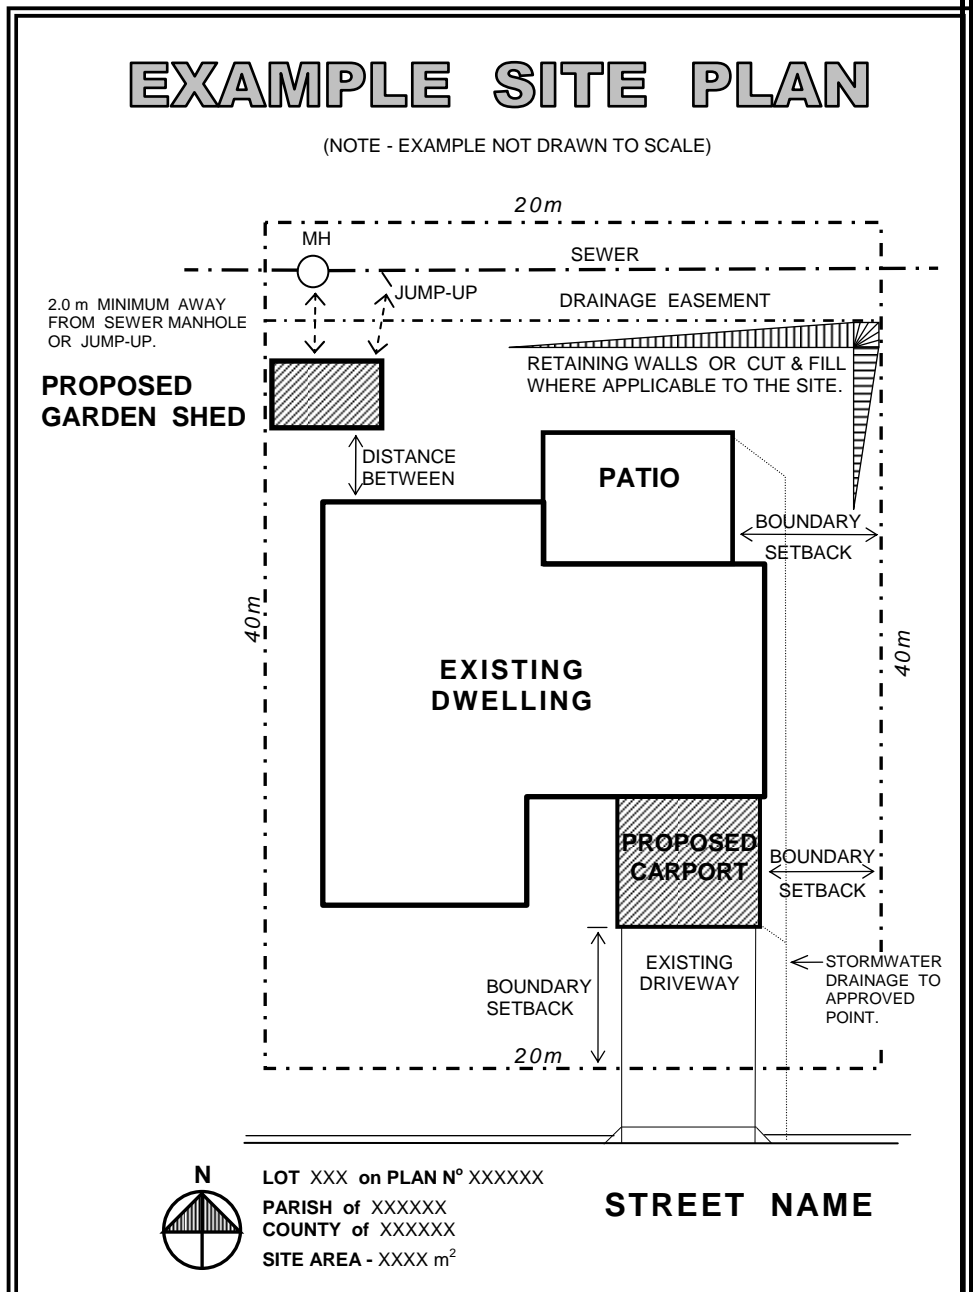 EXAMPLE SITE PLAN
(NOTE - EXAMPLE NOT DRAWN TO SCALE)
20m
MH
SEWER
JUMP-UP
DRAINAGE EASEMENT
2.0 m MINIMUM AWAY
FROM SEWER MANHOLE
OR JUMP-UP.
RETAINING WALLS OR CUT & FILL
WHERE APPLICABLE TO THE SITE.
PROPOSED
GARDEN SHED
DISTANCE
BETWEEN
PATIO
BOUNDARY
SETBACK
40m
40m
EXISTING
DWELLING
PROPOSED
CARPORT
BOUNDARY
SETBACK
BOUNDARY
SETBACK
EXISTING
DRIVEWAY
STORMWATER
DRAINAGE TO
APPROVED
POINT.
20m
N
LOT XXX on PLAN Nº XXXXXX
PARISH of XXXXXX
COUNTY of XXXXXX
SITE AREA - XXXX m²
STREET NAME